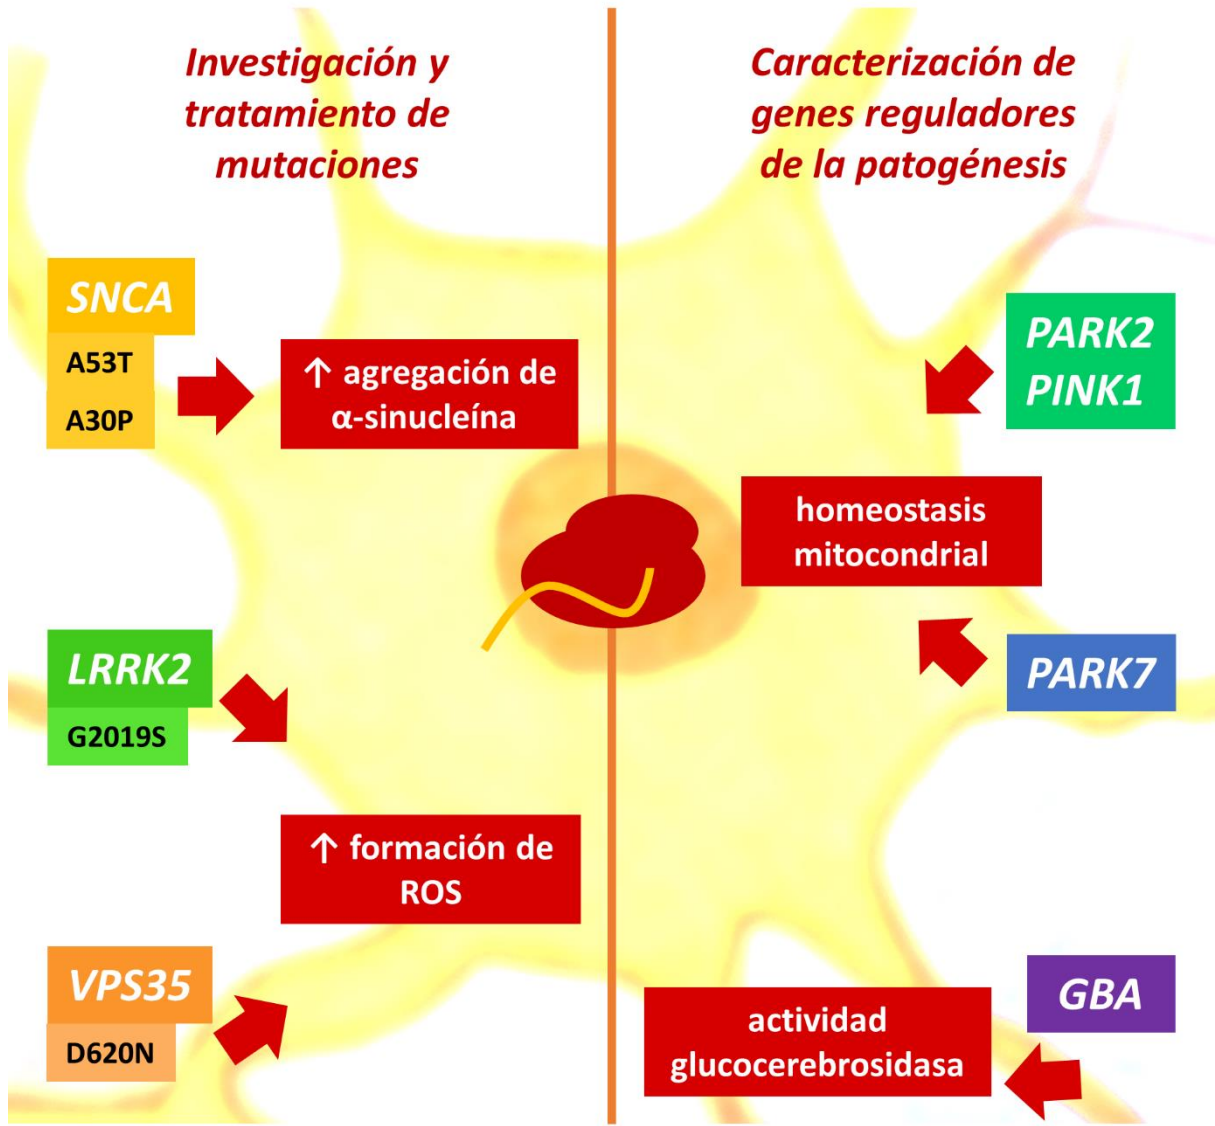 Investigación y
tratamiento de
mutaciones
SNCA
A53T
A30P
↑ agregación de
α-sinucleína
LRRK2
G2019S
↑ formación de
ROS
VPS35
D620N
Caracterización de
genes reguladores
de la patogénesis
PARK2
PINK1
homeostasis
mitocondrial
PARK7
GBA
actividad
glucocerebrosidasa